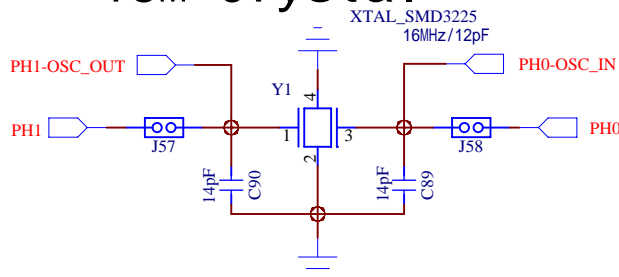 XTAL_SMD3225
16MHz/12pF
PH1-OSC_OUT
PH0-OSC_IN
Y1
4
PH1
1
3
PH0
J57
J58
2
14pF
C90
14pF
C89